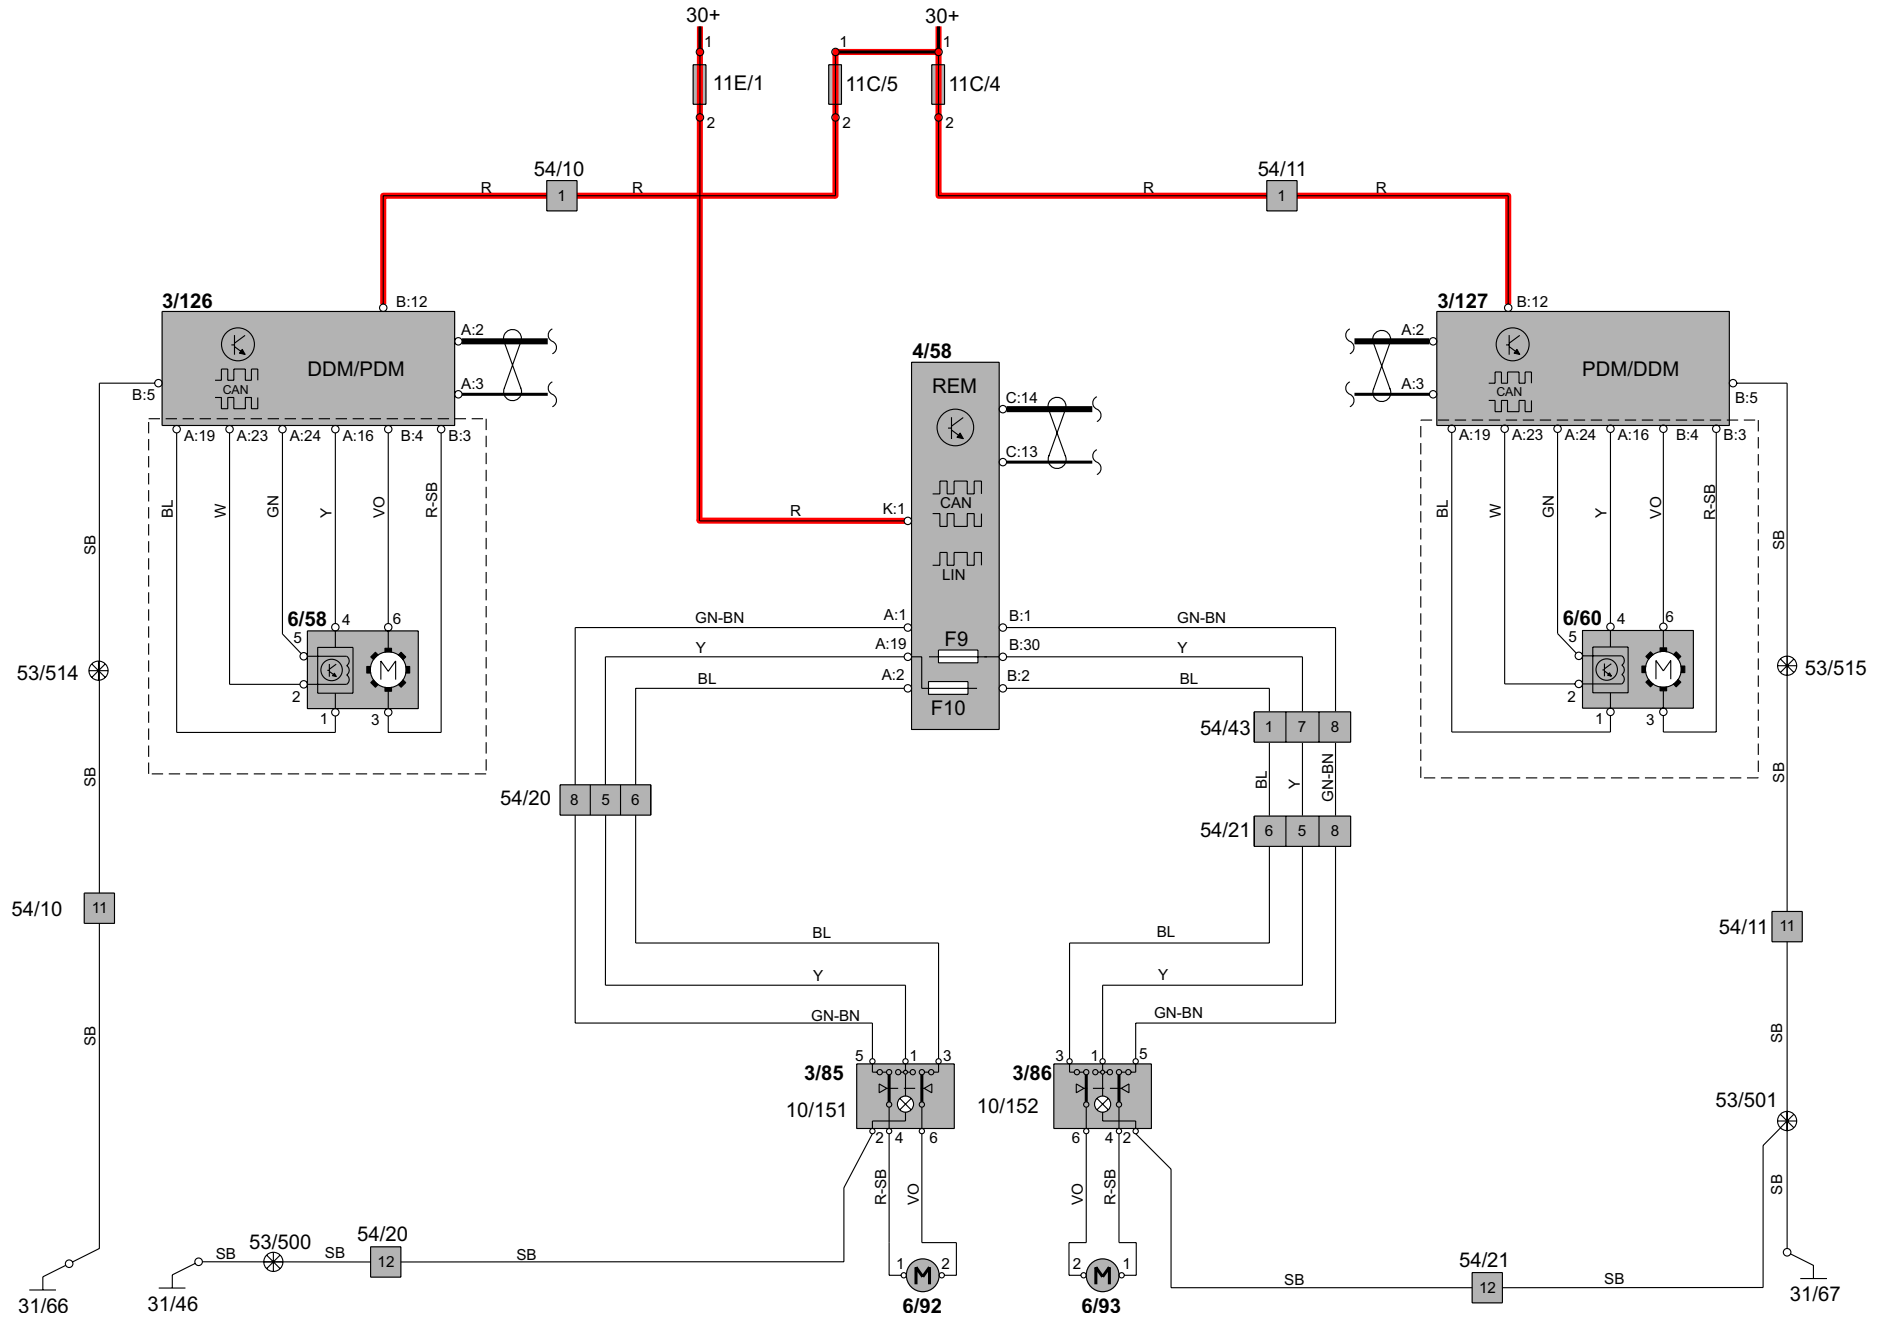 30+
30+
1
1
1
11E/1
11C/5
11C/4
2
2
2
54/10
54/11
R
1
R
R
1
R
3/126
B:12
3/127
B:12
DDM/PDM
CAN
A:2
A:3
B:5
A:19
A:23
A:24
A:16
B:4
B:3
4/58
REM
C:14
C:13
CAN
LIN
R
K:1
A:2
A:3
PDM/DDM
CAN
B:5
A:19
A:23
A:24
A:16
B:4
B:3
BL
W
GN
Y
VO
R-SB
BL
W
GN
Y
VO
R-SB
SB
SB
6/58
4
6
5
2
1
3
M
6/60
4
6
5
2
1
3
M
53/514
53/515
GN-BN
A:1
B:1
GN-BN
Y
A:19
F9
B:30
Y
BL
A:2
B:2
BL
F10
54/43
1
7
8
SB
BL
Y
GN-BN
SB
54/20
8
5
6
54/21
6
5
8
54/10
11
54/11
11
BL
BL
Y
Y
GN-BN
GN-BN
SB
SB
5
1
3
3
1
5
3/85
3/86
10/151
10/152
2
4
6
6
4
2
53/501
R-SB
VO
VO
R-SB
SB
53/500
54/20
SB
SB
12
SB
1
M
2
2
M
1
54/21
SB
12
SB
31/66
31/46
6/92
6/93
31/67